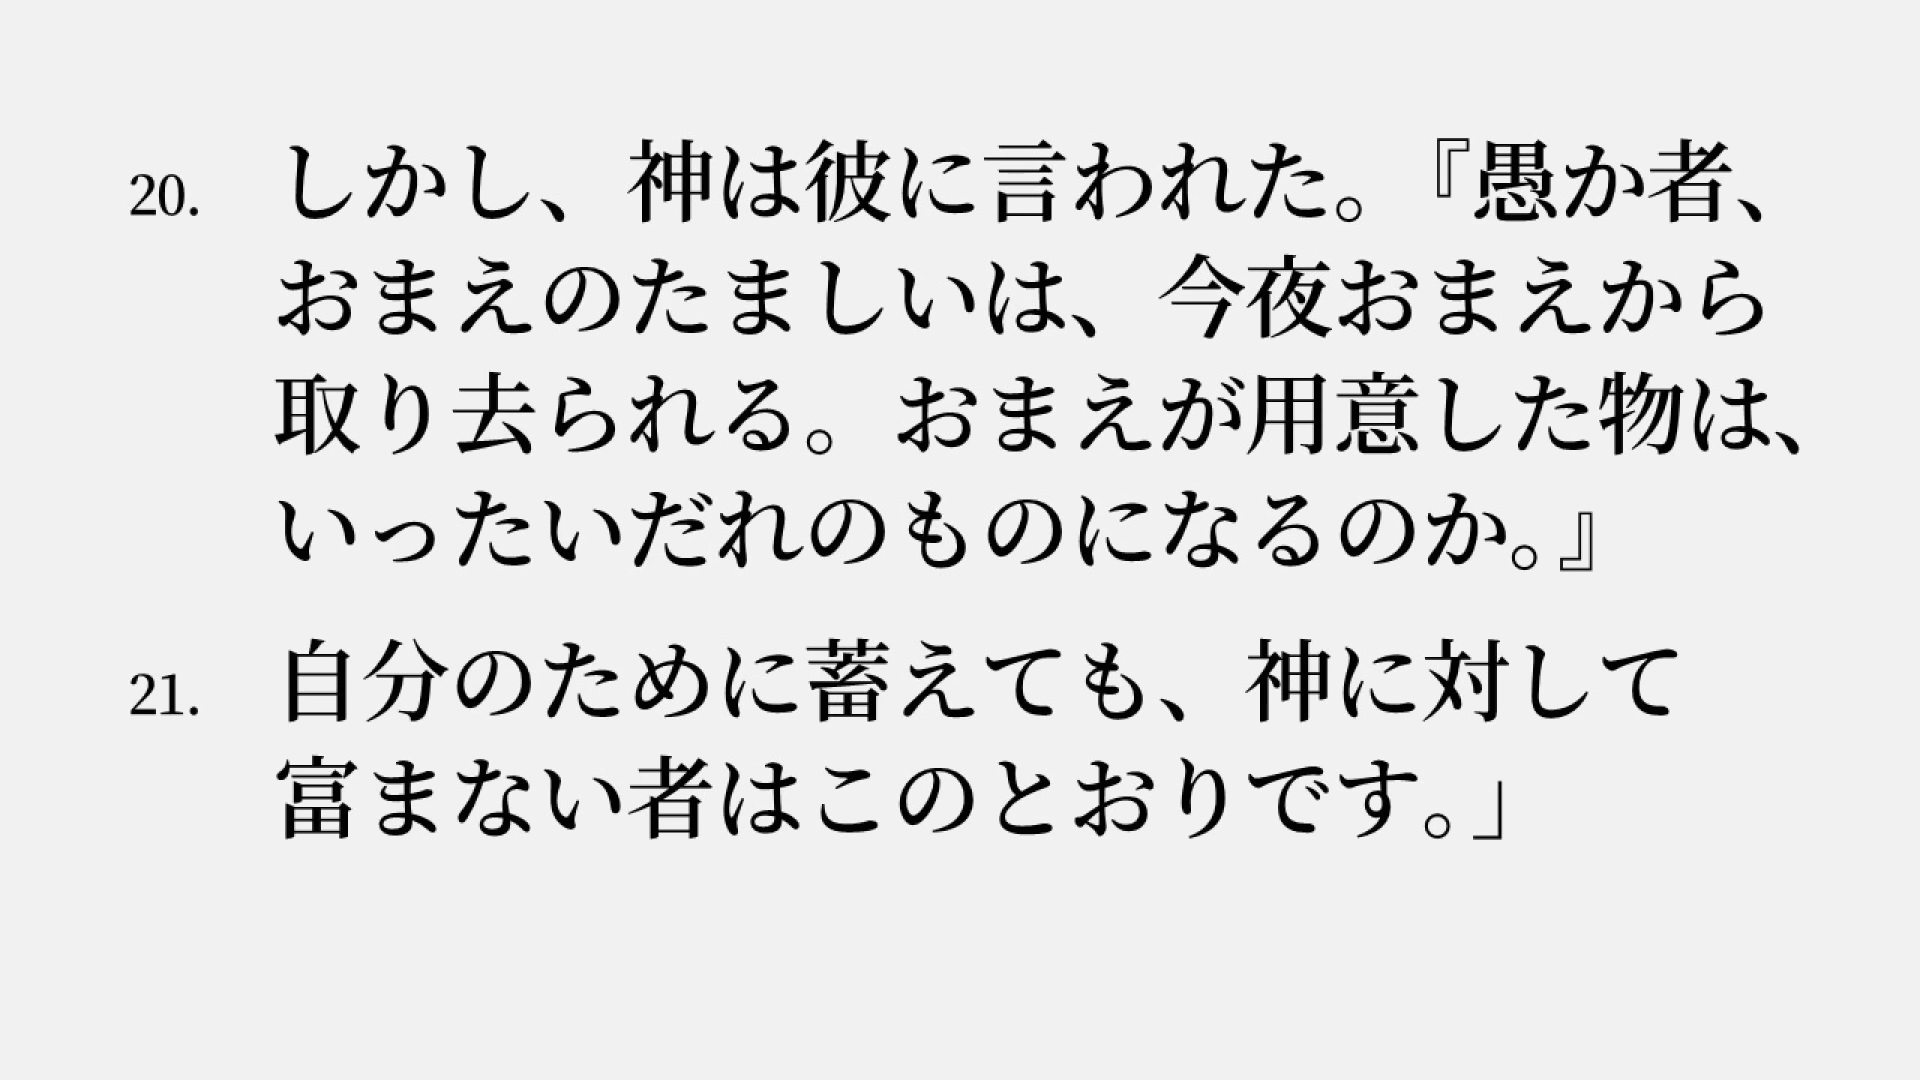 20. しかし、神は彼に言われた。『愚か者、
おまえのたましいは、今夜おまえから
取り去られる。おまえが用意した物は、
いったいだれのものになるのか。』
21. 自分のために蓄えても、神に対して
富まない者はこのとおりです。」